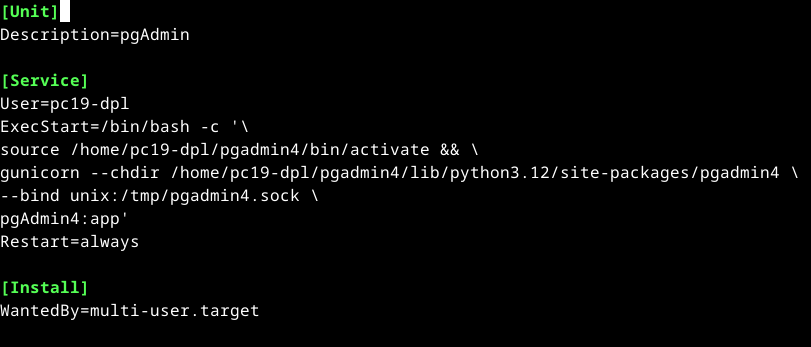 [Unit]
Description=pgAdmin

[Service]
User=pc19-dpl
ExecStart=/bin/bash -c '\
source /home/pc19-dpl/pgadmin4/bin/activate && \
gunicorn --chdir /home/pc19-dpl/pgadmin4/lib/python3.12/site-packages/pgadmin4 \
--bind unix:/tmp/pgadmin4.sock \
pgAdmin4:app'
Restart=always

[Install]
WantedBy=multi-user.target